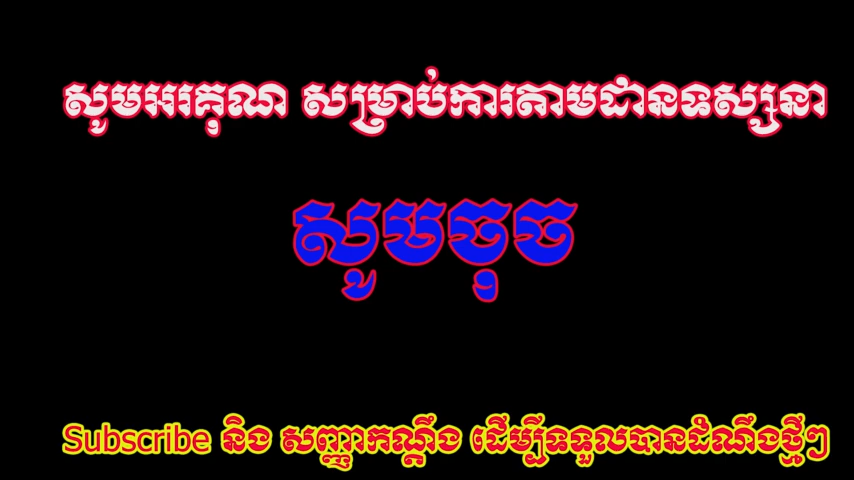 សូមអរគុណ សម្រាប់ការតាមដានទស្សនា
សូមចុច
Subscribe និង សញ្ញាកណ្ដឹង ដើម្បីទទួលបានដំណឹងថ្មីៗ